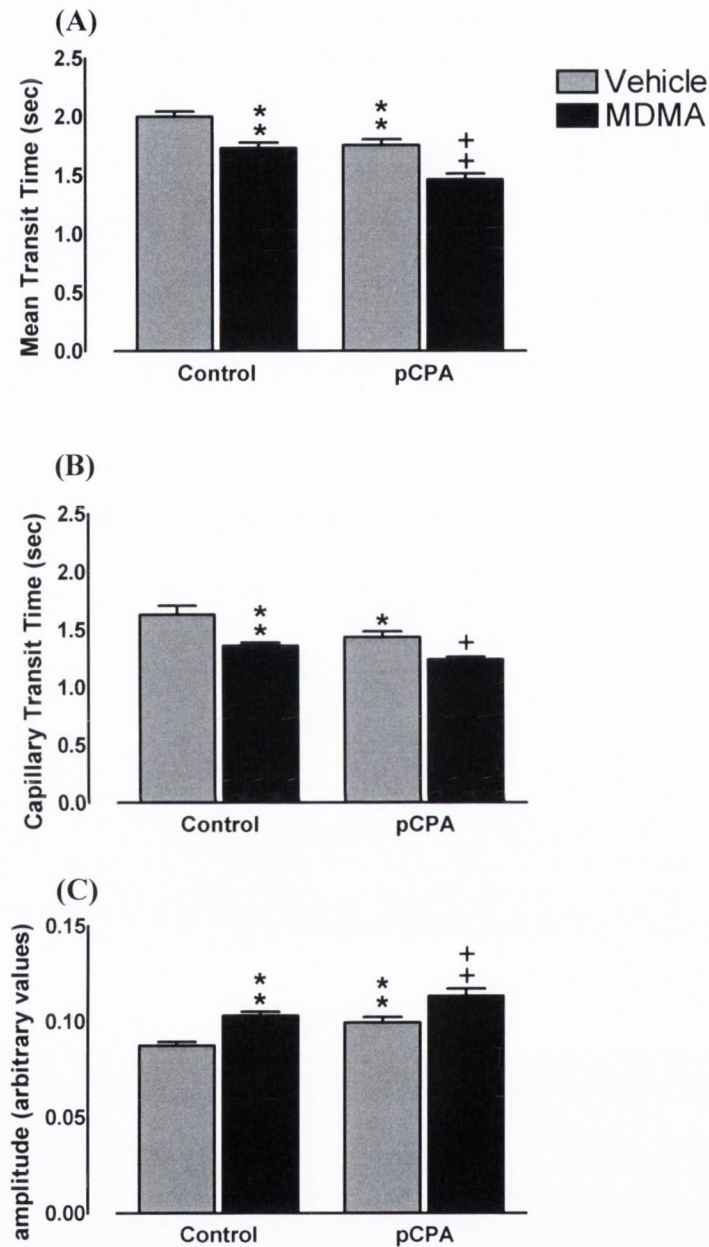 (A)
Mean Transit Time (sec)
2.5
2.0
1.5
1.0
0.5
0.0
* *
* *
+ +
Control pCPA
Vehicle
MDMA
(B)
Capillary Transit Time (sec)
2.5
2.0
1.5
1.0
0.5
0.0
* *
*
+
Control pCPA
(C)
amplitude (arbitrary values)
0.15
0.10
0.05
0.00
* *
* *
+ +
Control pCPA